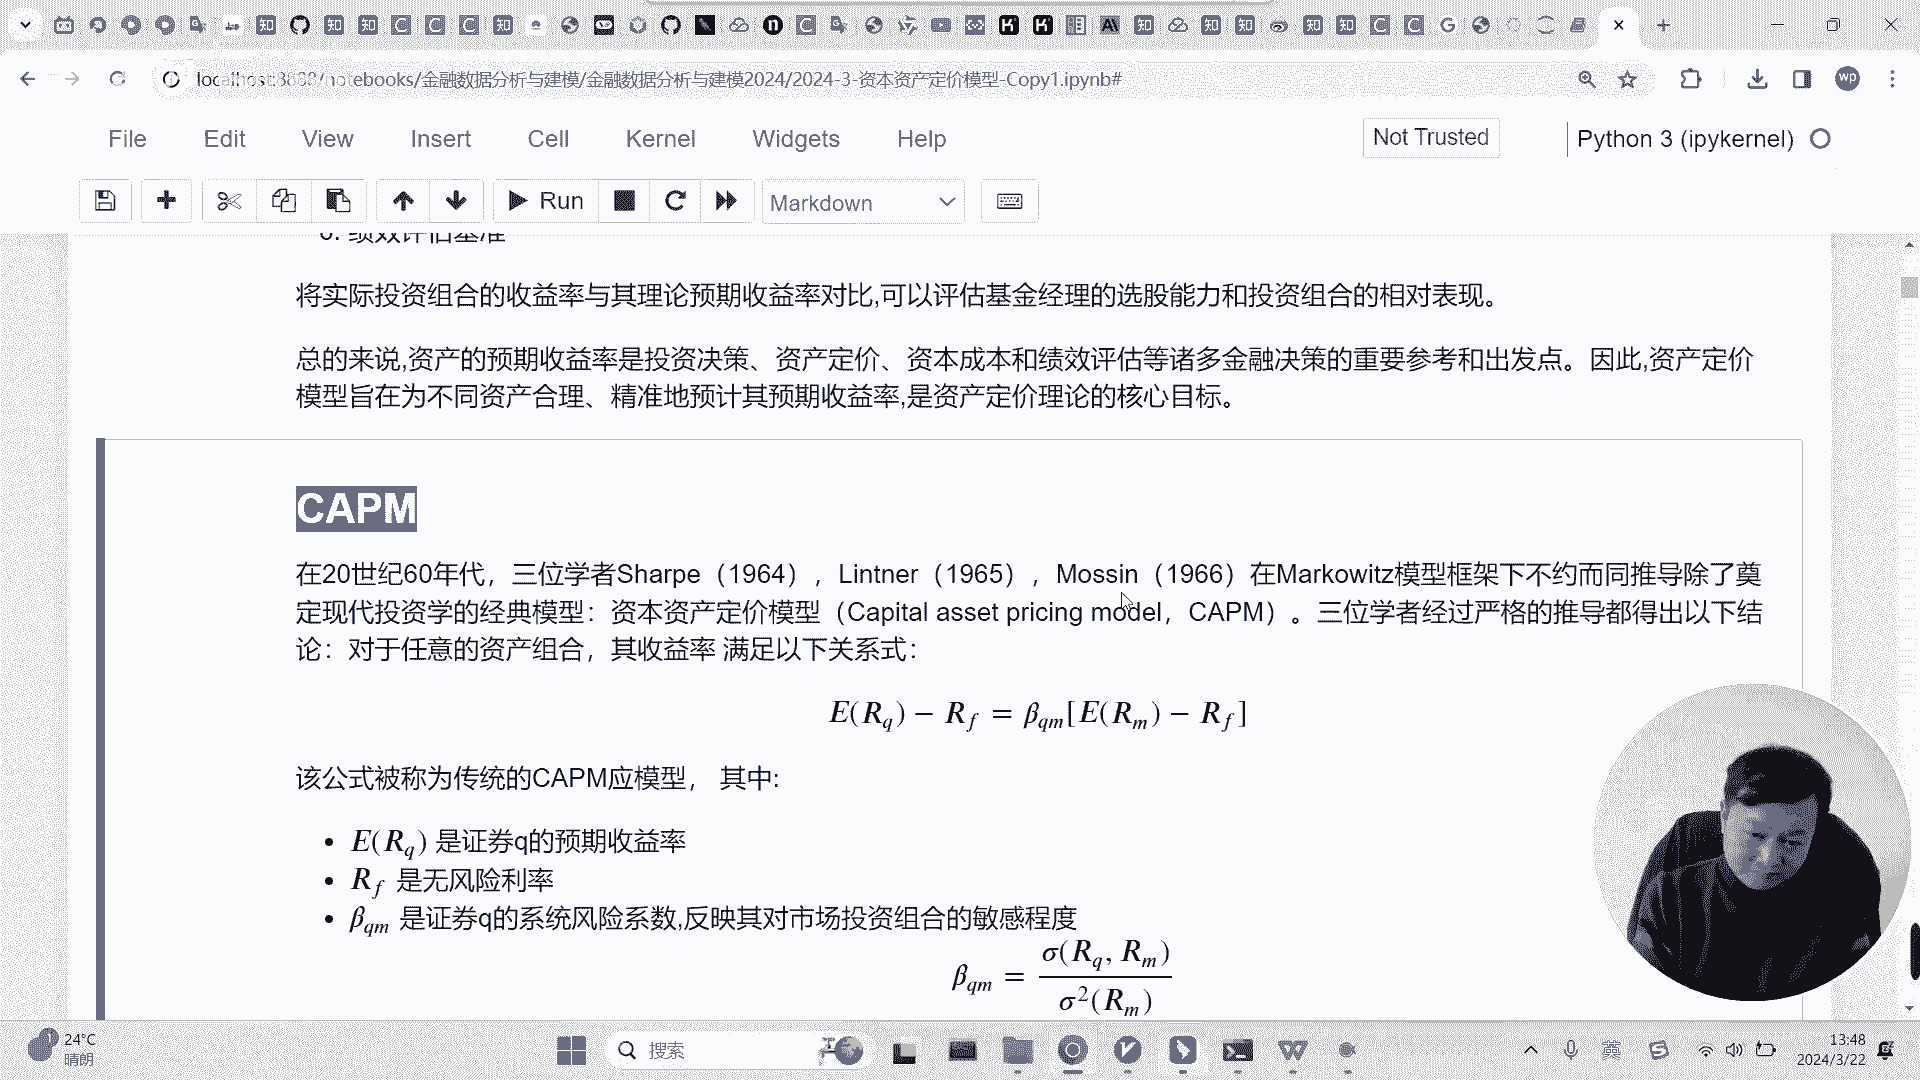 localhost:8888/notebooks/金融数据分析与建模/金融数据分析与建模2024/2024-3-资本资产定价模型-Copy1.ipynb#
wp
File Edit View Insert Cell Kernel Widgets Help
Not Trusted
Python 3 (ipykernel)
Run
Markdown
绩效评估基准
将实际投资组合的收益率与其理论预期收益率对比,可以评估基金经理的选股能力和投资组合的相对表现。
总的来说,资产的预期收益率是投资决策、资产定价、资本成本和绩效评估等诸多金融决策的重要参考和出发点。因此,资产定价
模型旨在为不同资产合理、精准地预计其预期收益率,是资产定价理论的核心目标。
CAPM
在20世纪60年代，三位学者Sharpe（1964），Lintner（1965），Mossin（1966）在Markowitz模型框架下不约而同推导除了奠
定现代投资学的经典模型：资本资产定价模型（Capital asset pricing model，CAPM）。三位学者经过严格的推导都得出以下结
论：对于任意的资产组合，其收益率 满足以下关系式：
E(R_q) − R_f = β_qm[E(R_m) − R_f]
该公式被称为传统的CAPM应模型， 其中:
• E(R_q) 是证券q的预期收益率
• R_f 是无风险利率
• β_qm 是证券q的系统风险系数,反映其对市场投资组合的敏感程度
β_qm = σ(R_q, R_m) / σ²(R_m)
24°C
晴朗
搜索
英
13:48
2024/3/22